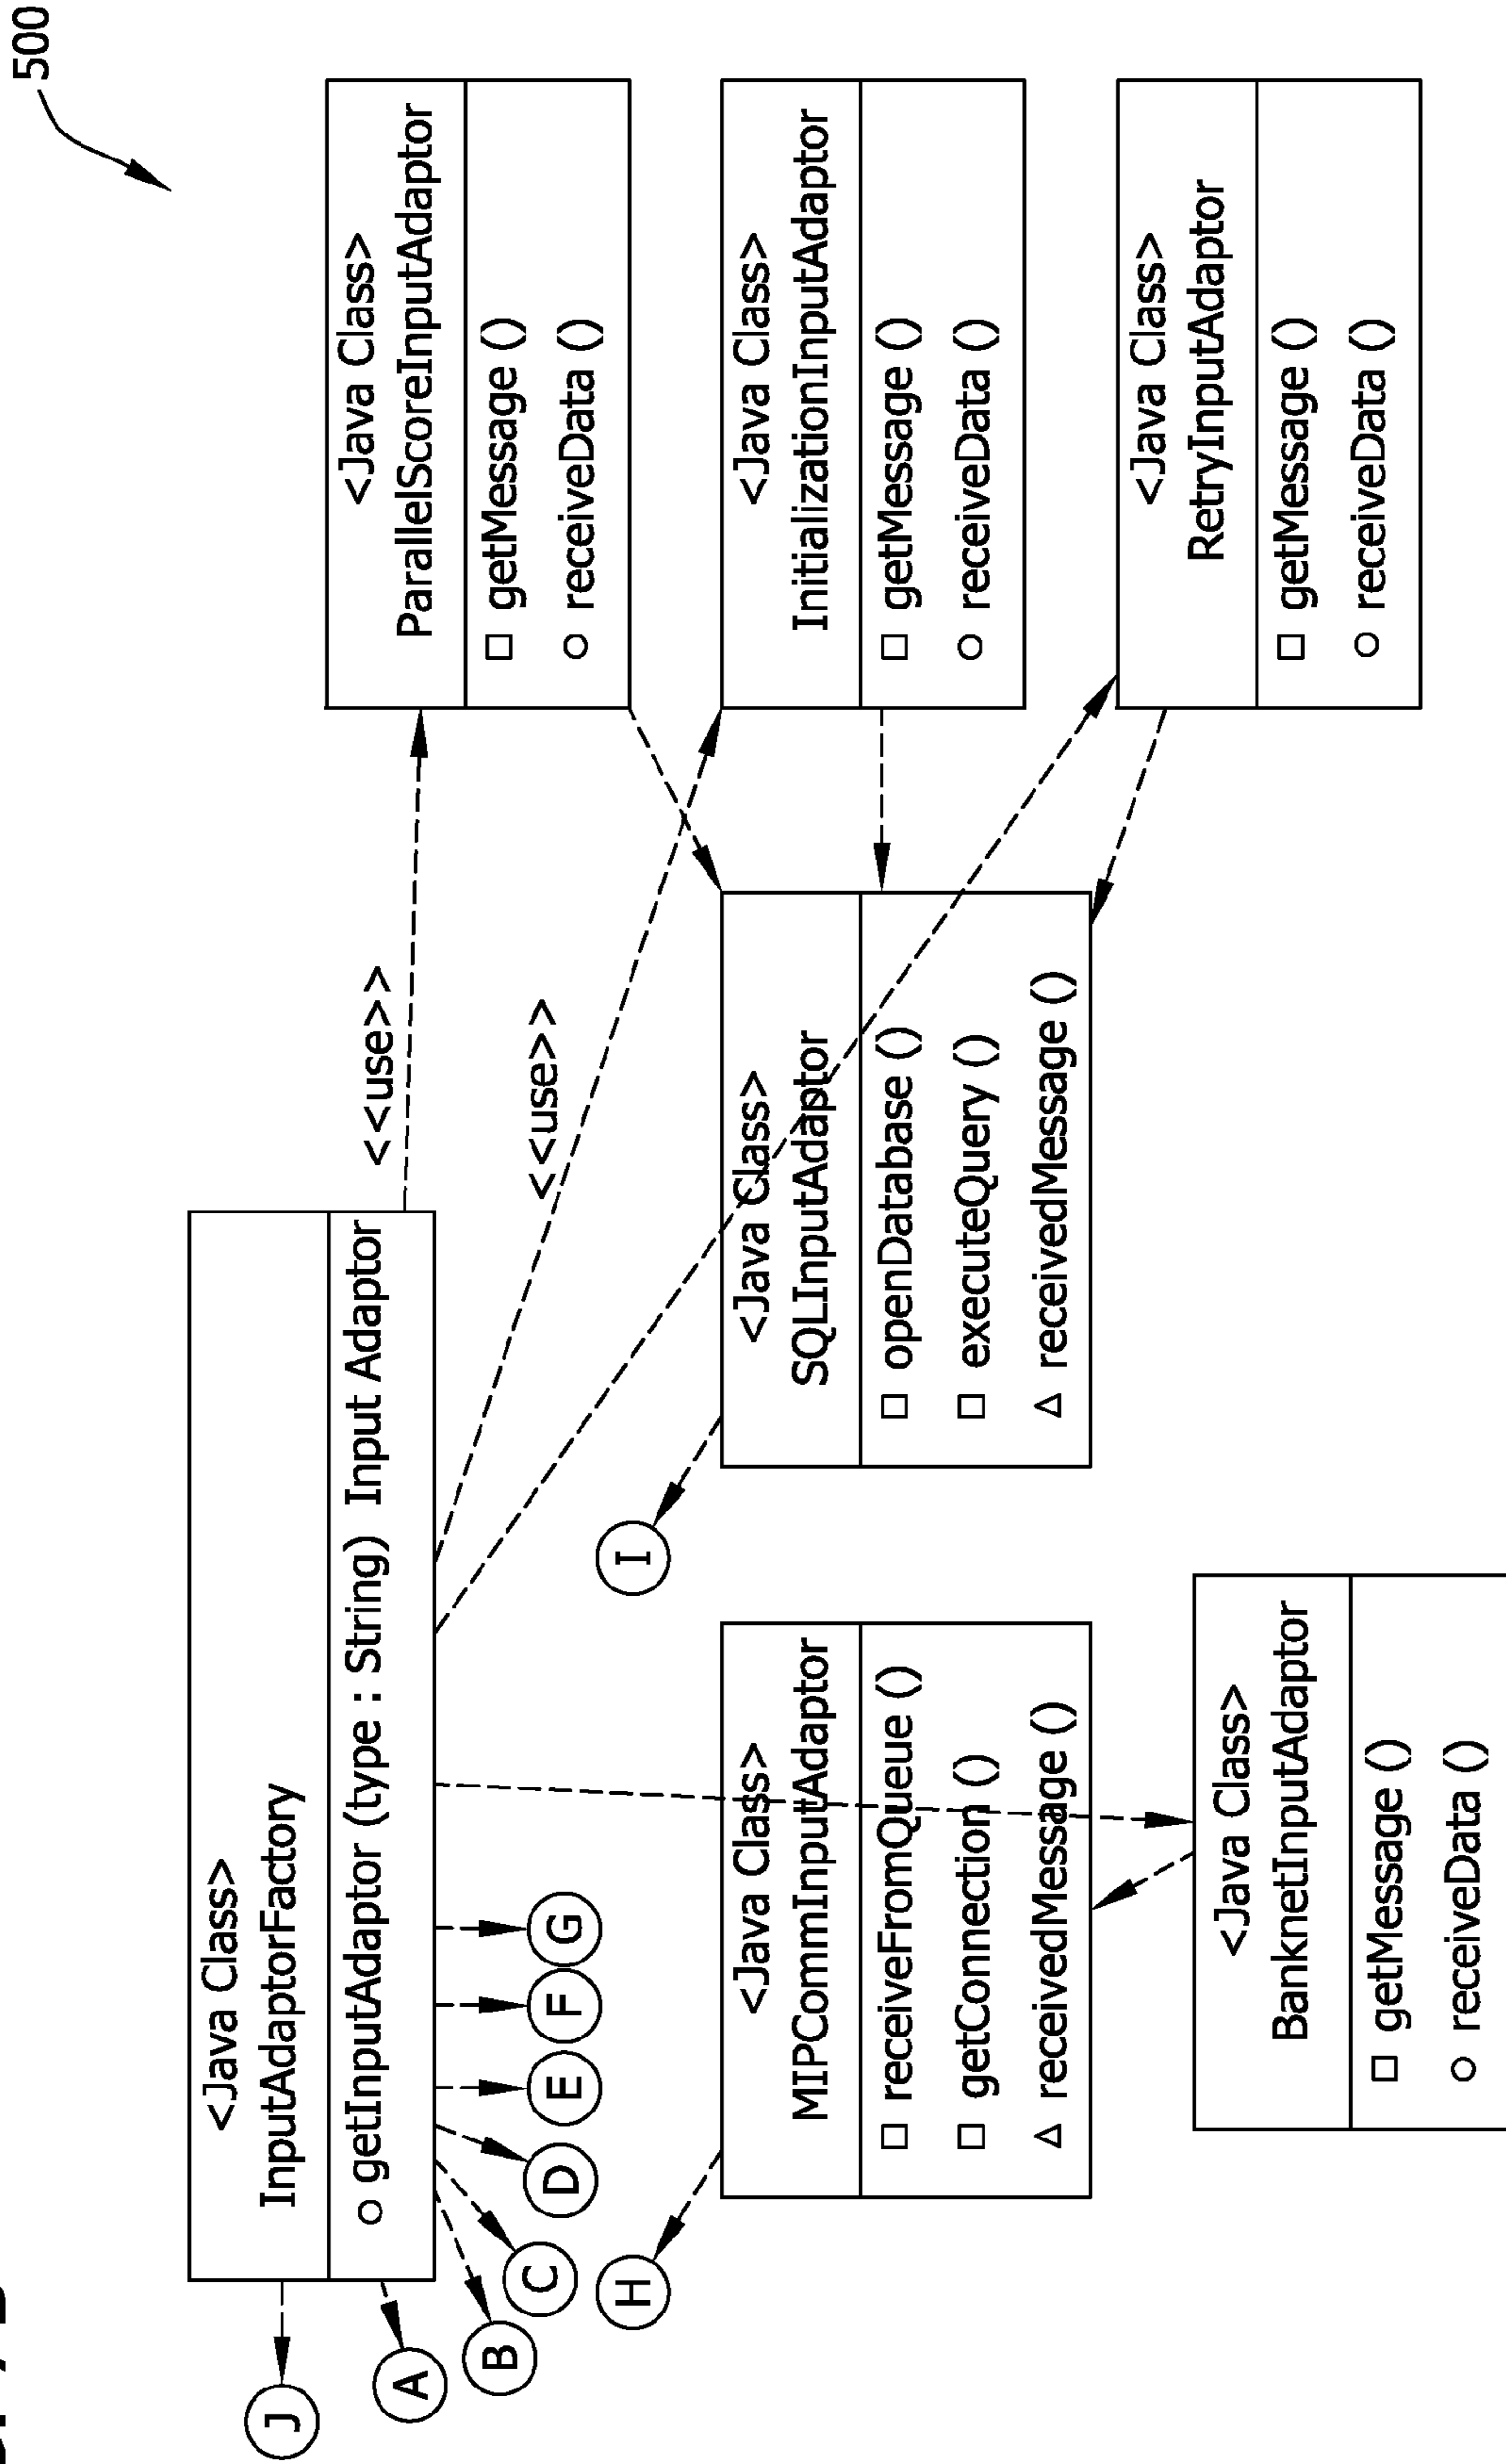 500
<Java Class>
InputAdaptorFactory
○ getInputAdaptor (type : String) Input Adaptor
J
A
B
C
D
E
F
G
<<use>>
<<use>>
<Java Class>
ParallelScoreInputAdaptor
□ getMessage ()
○ receiveData ()
H
<Java Class>
MIPCommInputAdaptor
□ receiveFromQueue ()
□ getConnection ()
△ receivedMessage ()
I
<Java Class>
SQLInputAdaptor
□ openDatabase ()
□ executeQuery ()
△ receivedMessage ()
<Java Class>
InitializationInputAdaptor
□ getMessage ()
○ receiveData ()
<Java Class>
BanknetInputAdaptor
□ getMessage ()
○ receiveData ()
<Java Class>
RetryInputAdaptor
□ getMessage ()
○ receiveData ()